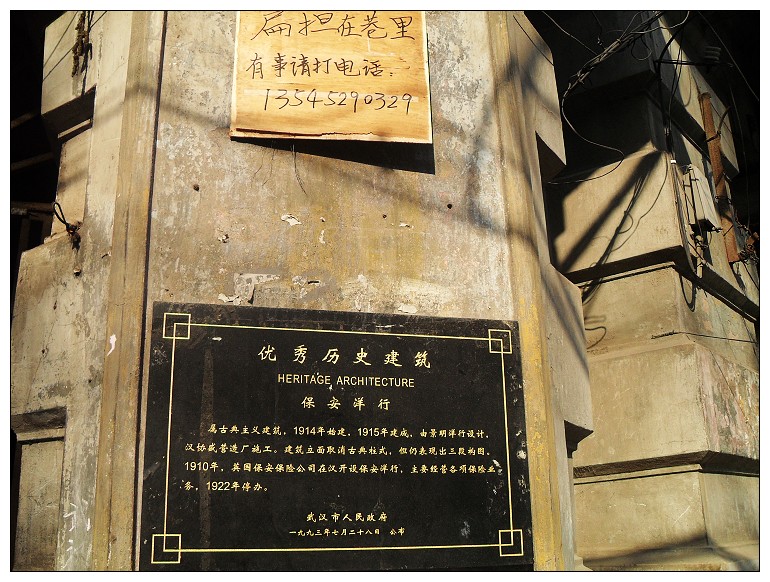 扁担在巷里
有事请打电话.
13545290329
优秀历史建筑
HERITAGE ARCHITECTURE
保安洋行
属古典主义建筑，1914年始建，1915年建成，由景明洋行设计，
汉协盛营造厂施工。建筑立面取消古典柱式，但仍表现出三段构图。
1910年，英国保安保险公司在汉开设保安洋行，主要经营各项保险业
务，1922年停办。
武汉市人民政府
一九九三年七月二十八日 公布